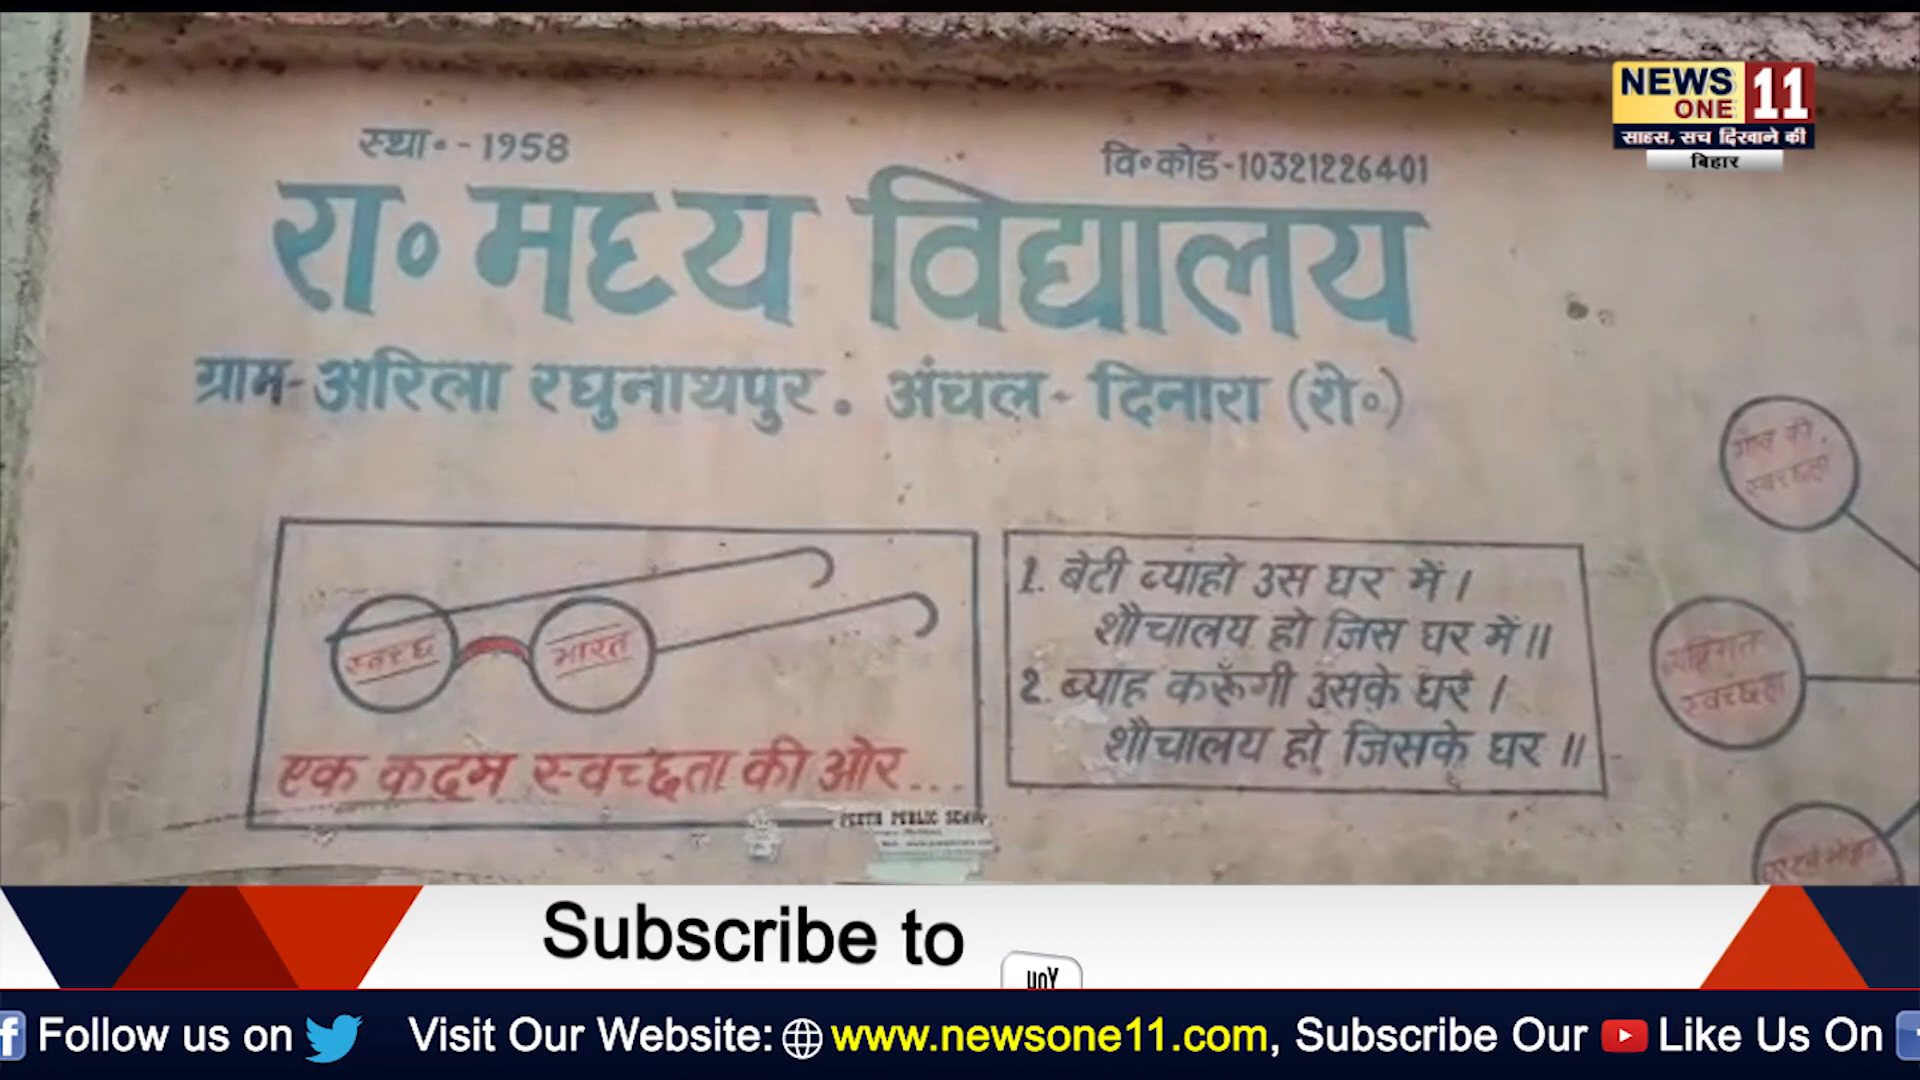 NEWS
ONE 11
साहस, सच दिखाने की
बिहार
स्था॰ - 1958
वि॰कोड-10321226401
रा॰ मध्य विद्यालय
ग्राम-अरिला रघुनाथपुर. अंचल- दिनारा (रो॰)
गाँव की
स्वच्छता
1. बेटी ब्याहो उस घर में।
शौचालय हो जिस घर में॥
स्वच्छ भारत
व्यक्तिगत
स्वच्छता
2. ब्याह करूँगी उसके घर।
शौचालय हो जिसके घर॥
एक कदम स्वच्छता की ओर...
PUBLIC
Subscribe to
You
Follow us on Visit Our Website: www.newsone11.com, Subscribe Our Like Us On